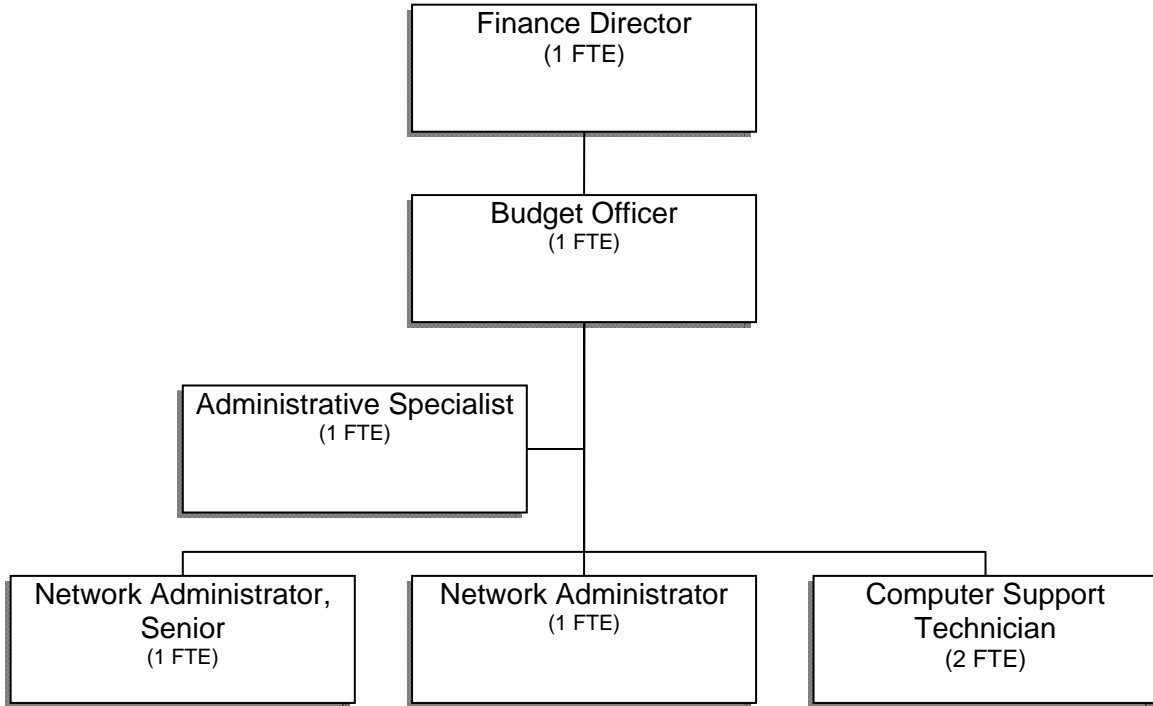 Finance Director
(1 FTE)
Budget Officer
(1 FTE)
Administrative Specialist
(1 FTE)
Network Administrator,
Senior
(1 FTE)
Network Administrator
(1 FTE)
Computer Support
Technician
(2 FTE)